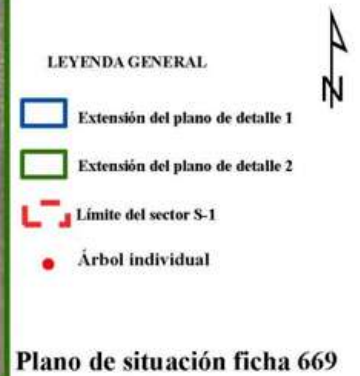 N
LEYENDA GENERAL
Extensión del plano de detalle 1
Extensión del plano de detalle 2
Límite del sector S-1
Árbol individual
Plano de situación ficha 669